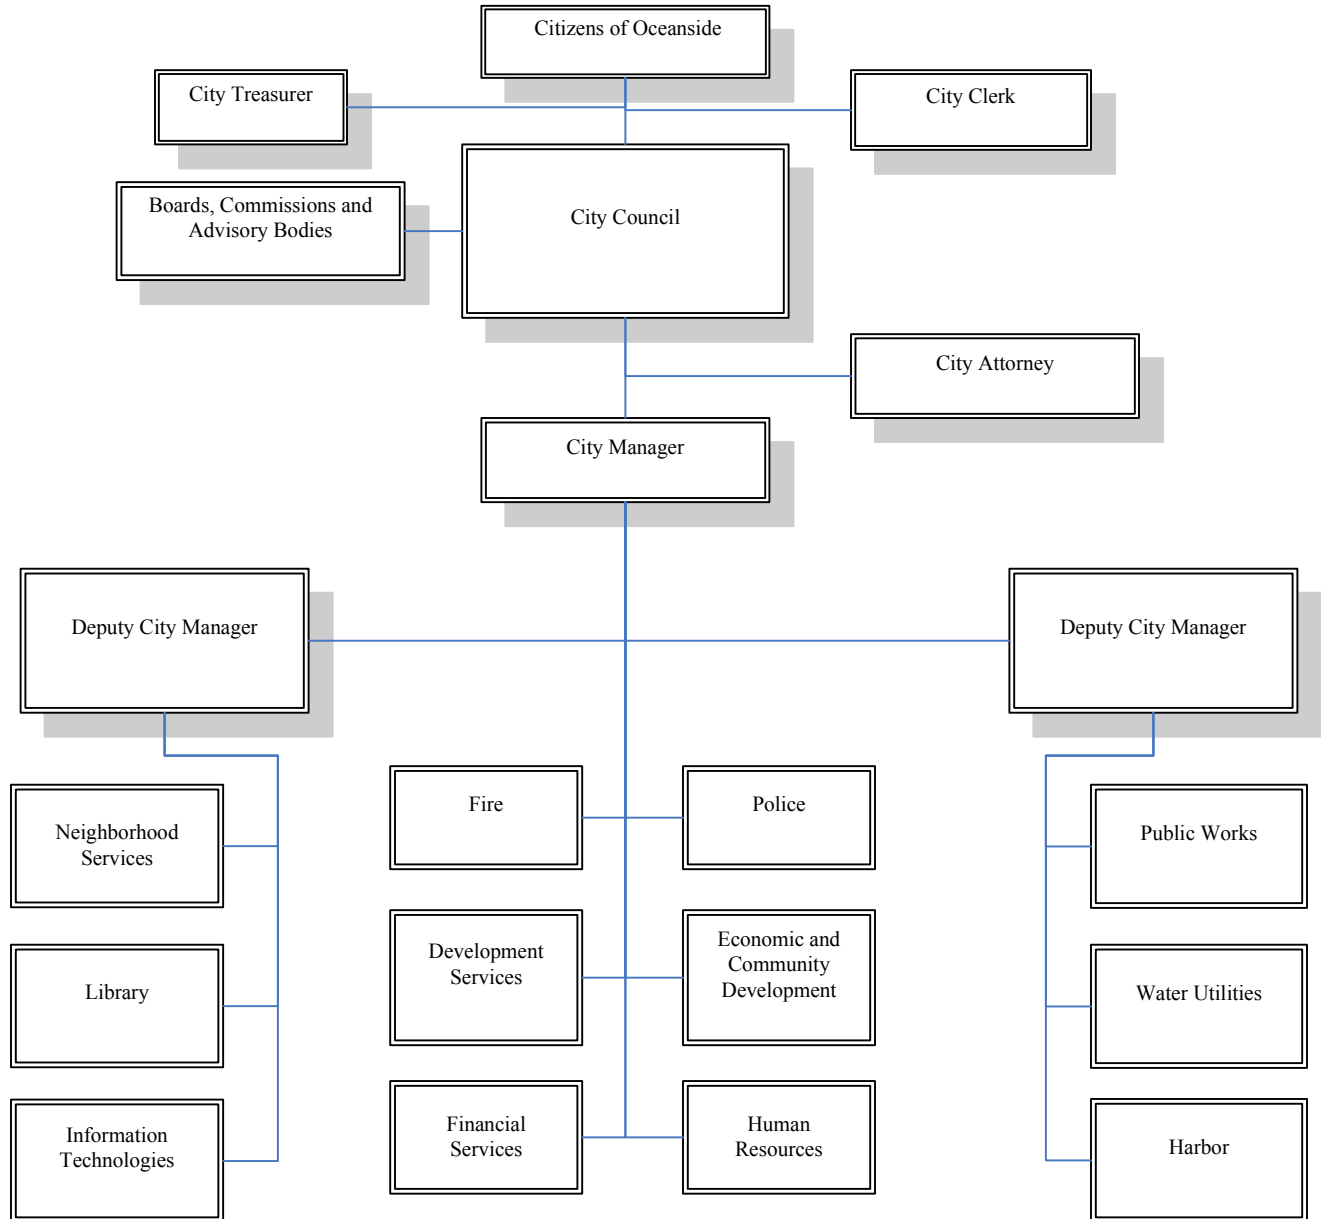 Citizens of Oceanside
City Treasurer
City Clerk
Boards, Commissions and
Advisory Bodies
City Council
City Attorney
City Manager
Deputy City Manager
Deputy City Manager
Neighborhood
Services
Library
Information
Technologies
Fire
Police
Development
Services
Economic and
Community
Development
Financial
Services
Human
Resources
Public Works
Water Utilities
Harbor